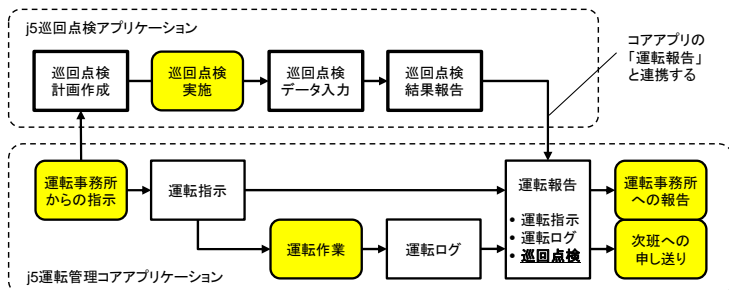 j5巡回点検アプリケーション
コアアプリの
「運転報告」
と連携する
巡回点検
計画作成
巡回点検
実施
巡回点検
データ入力
巡回点検
結果報告
運転事務所
からの指示
運転指示
運転報告
• 運転指示
• 運転ログ
• 巡回点検
運転事務所
への報告
運転作業
運転ログ
次班への
申し送り
j5運転管理コアアプリケーション